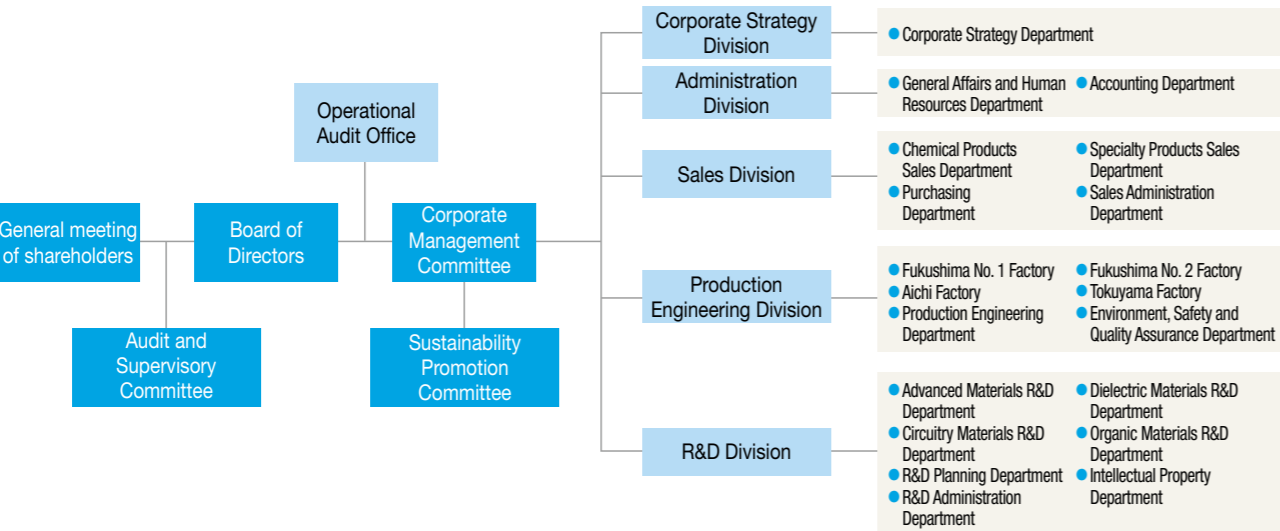 General meeting
of shareholders
Audit and
Supervisory
Committee
Board of
Directors
Operational
Audit Office
Corporate
Management
Committee
Sustainability
Promotion
Committee
Corporate Strategy
Division
Corporate Strategy Department
Administration
Division
General Affairs and Human
Resources Department
Accounting Department
Sales Division
Chemical Products
Sales Department
Specialty Products Sales
Department
Purchasing
Department
Sales Administration
Department
Production
Engineering Division
Fukushima No. 1 Factory
Fukushima No. 2 Factory
Aichi Factory
Tokuyama Factory
Production Engineering
Department
Environment, Safety and
Quality Assurance Department
R&D Division
Advanced Materials R&D
Department
Dielectric Materials R&D
Department
Circuitry Materials R&D
Department
Organic Materials R&D
Department
R&D Planning Department
Intellectual Property
Department
R&D Administration
Department